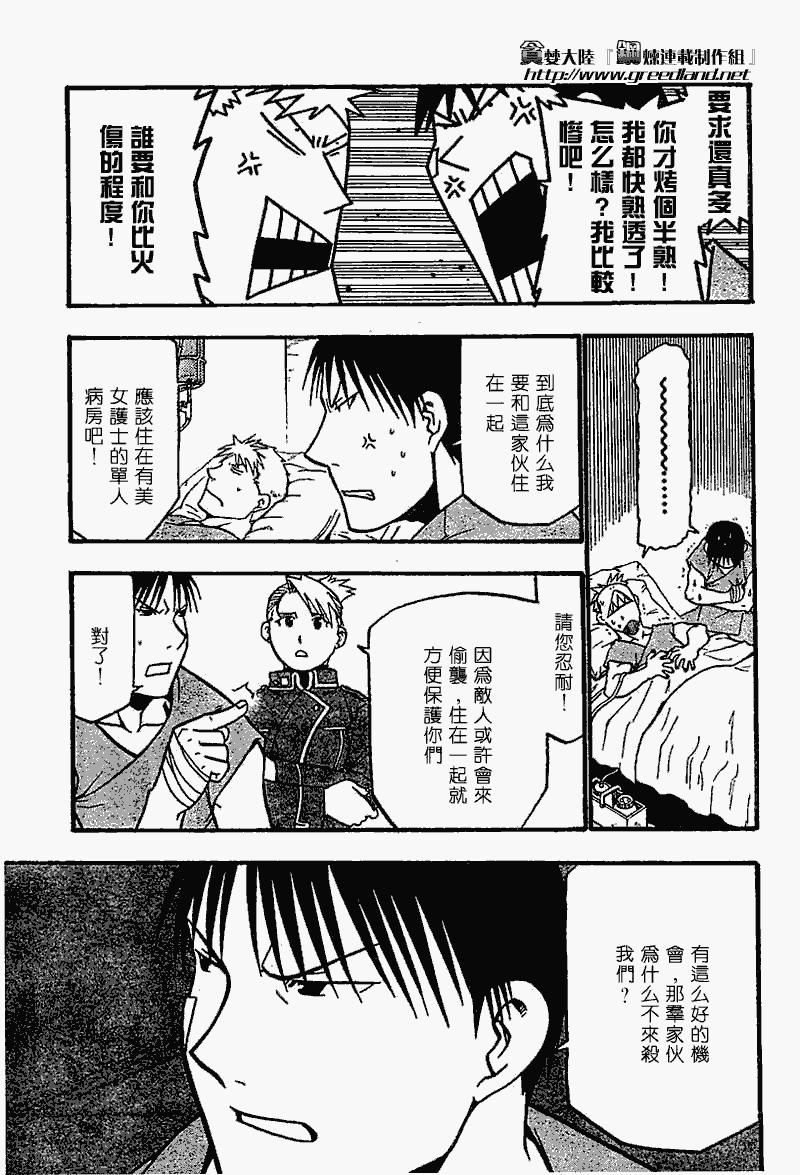 貪婪大陸『鋼煉連載制作組』
http://www.greedland.net
要求還真多
你才烤個半熟！
我都快熟透了！
怎么樣？我比較
慘吧！
誰要和你比火
傷的程度！
到底爲什么我
要和這家伙住
在一起
應該住在有美
女護士的單人
病房吧！
請您忍耐！
因爲敵人或許會來
偷襲，住在一起就
方便保護你們
對了！
有這么好的機
會，那羣家伙
爲什么不來殺
我們？